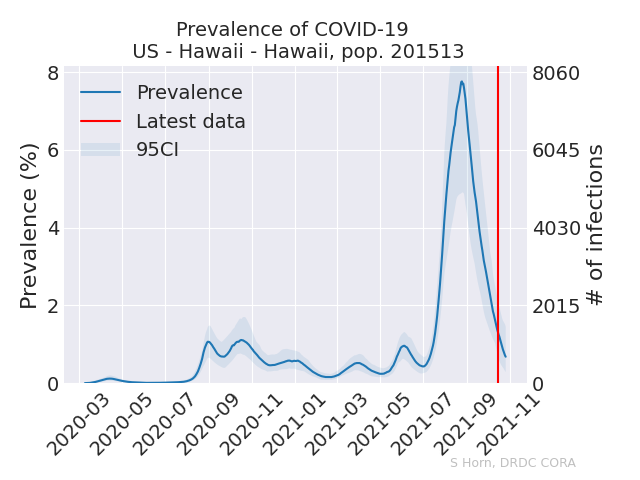 Prevalence of COVID-19
US - Hawaii - Hawaii, pop. 201513
Prevalence (%)
8
6
4
2
0
Prevalence
Latest data
95CI
8060
6045
4030
2015
0
# of infections
2020-03
2020-05
2020-07
2020-09
2020-11
2021-01
2021-03
2021-05
2021-07
2021-09
2021-11
S Horn, DRDC CORA